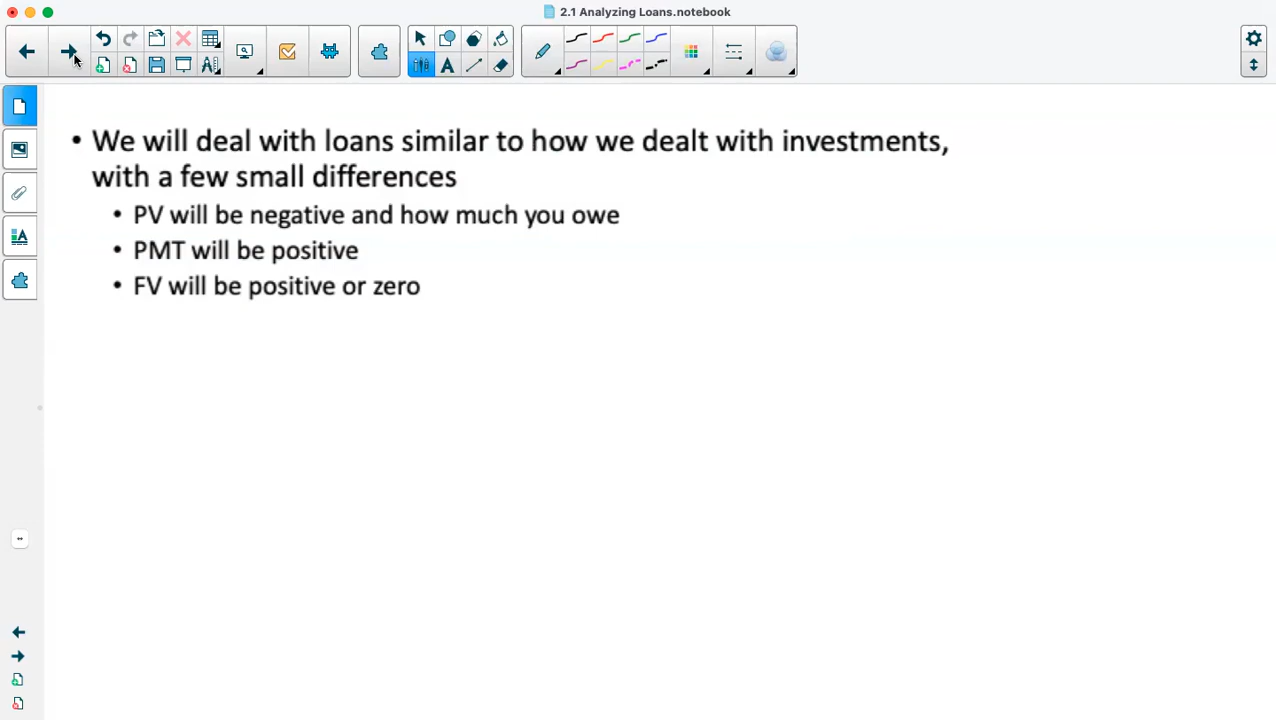 2.1 Analyzing Loans.notebook
A
• We will deal with loans similar to how we dealt with investments,
with a few small differences
• PV will be negative and how much you owe
• PMT will be positive
• FV will be positive or zero